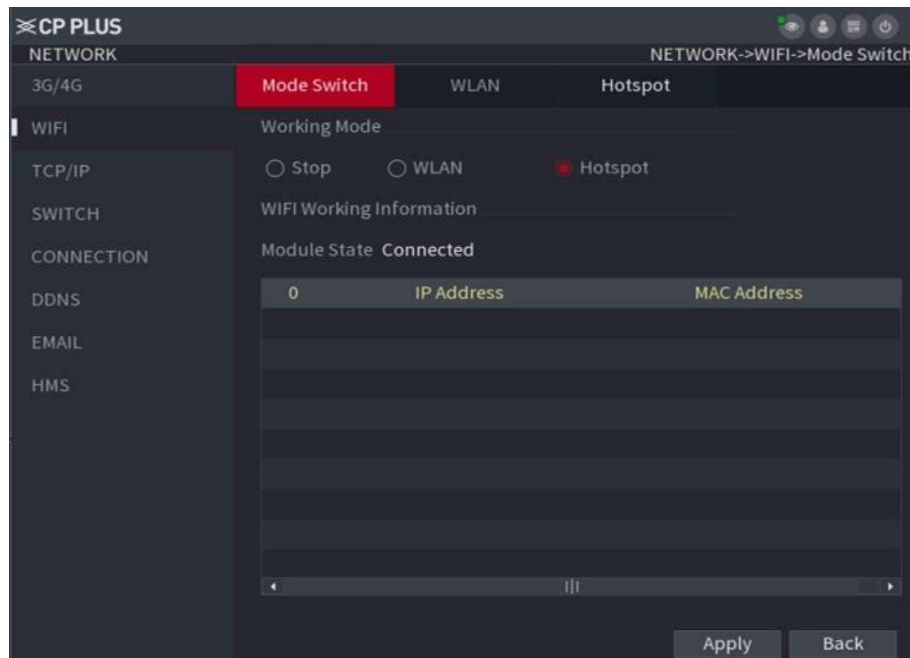 CP PLUS
NETWORK
NETWORK->WIFI->Mode Switch
3G/4G
WIFI
TCP/IP
SWITCH
CONNECTION
DDNS
EMAIL
HMS
Mode Switch WLAN Hotspot
Working Mode
Stop WLAN Hotspot
WIFI Working Information
Module State Connected
0 IP Address MAC Address
Apply Back